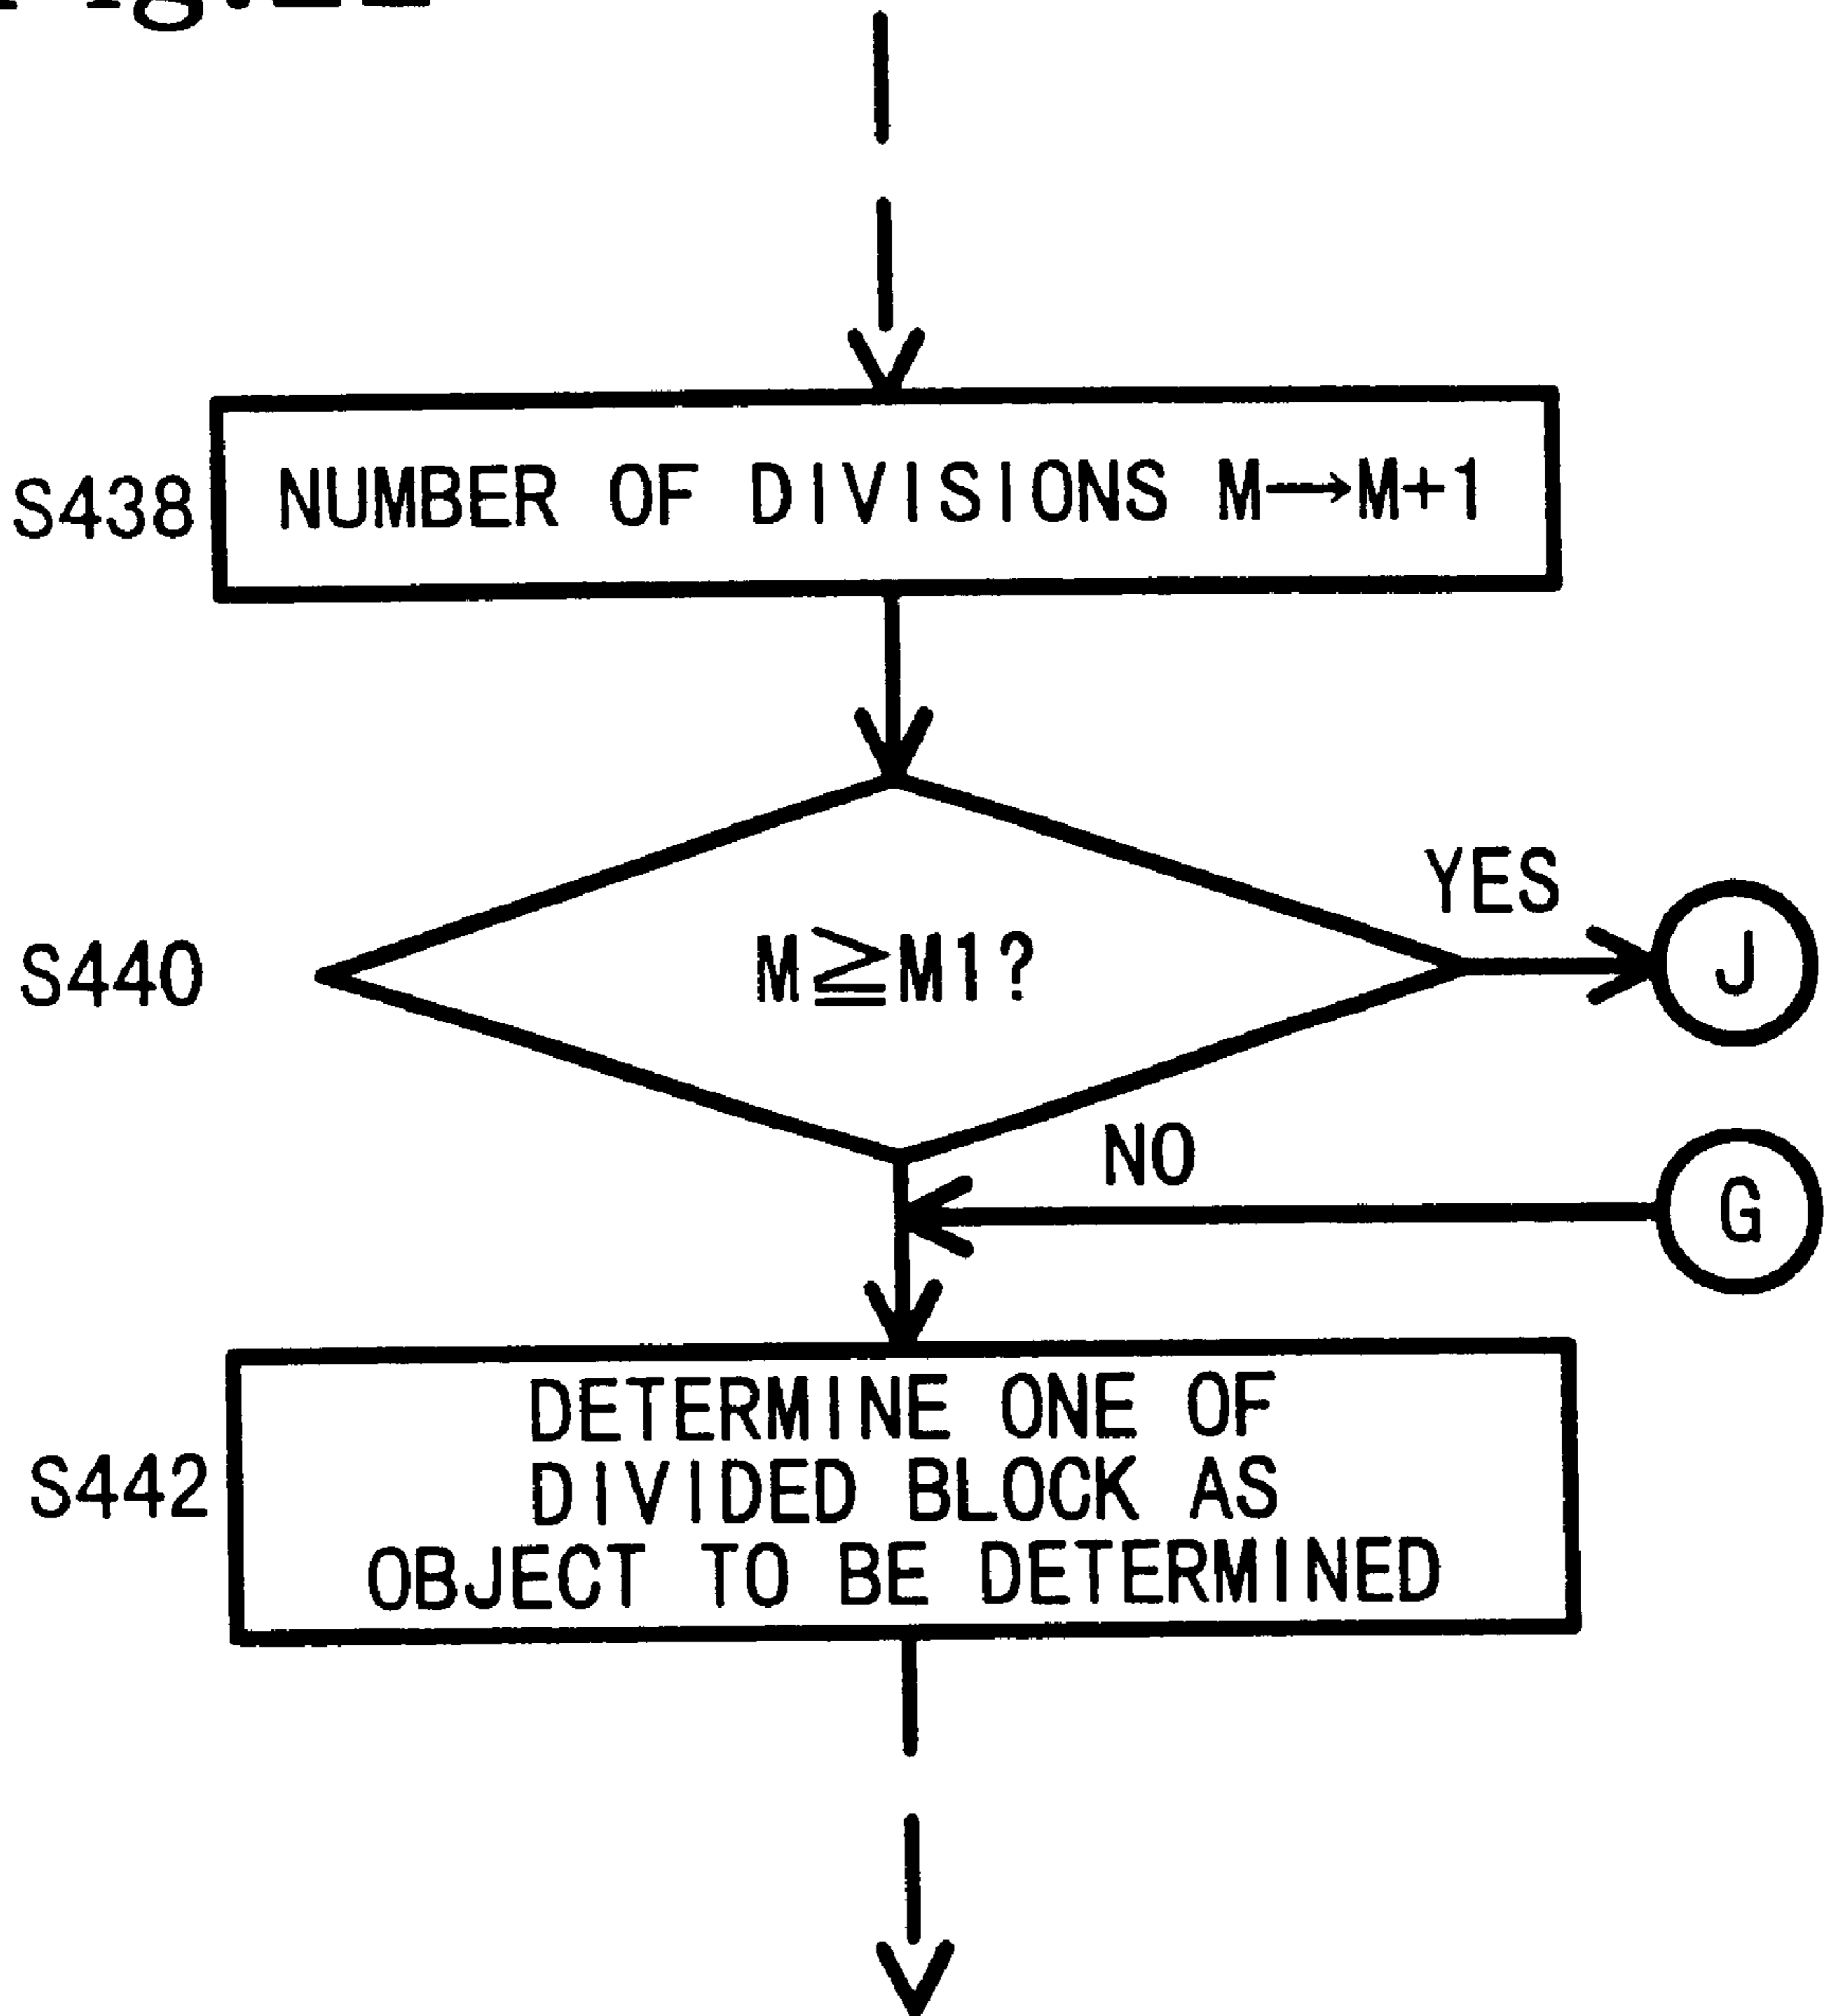 S438 NUMBER OF DIVISIONS M→M+1
YES
S440 M≧M1? J
NO
G
DETERMINE ONE OF
S442 DIVIDED BLOCK AS
OBJECT TO BE DETERMINED